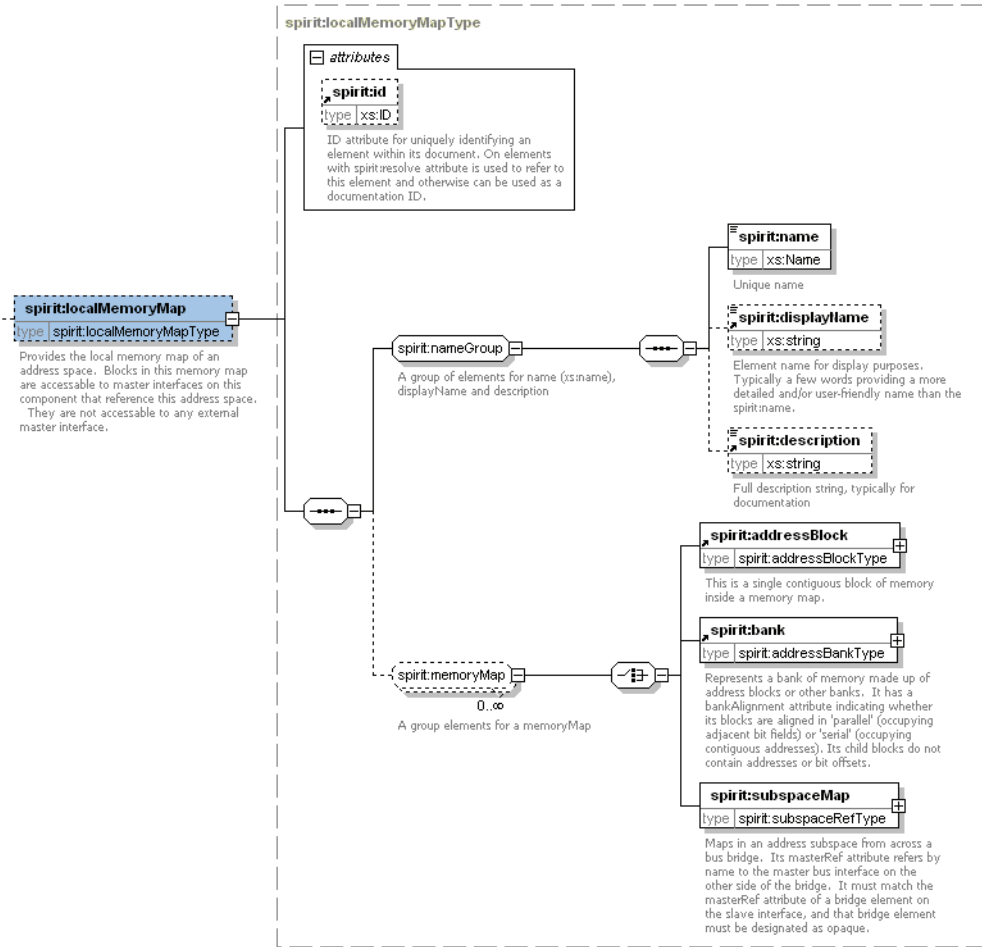 spirit:localMemoryMapType
attributes
spirit:id
type xs:ID
ID attribute for uniquely identifying an
element within its document. On elements
with spirit:resolve attribute is used to refer to
this element and otherwise can be used as a
documentation ID.
spirit:localMemoryMap
type spirit:localMemoryMapType
Provides the local memory map of an
address space. Blocks in this memory map
are accessable to master interfaces on this
component that reference this address space.
They are not accessable to any external
master interface.
spirit:nameGroup
A group of elements for name (xs:name),
displayName and description
spirit:name
type xs:Name
Unique name
spirit:displayName
type xs:string
Element name for display purposes.
Typically a few words providing a more
detailed and/or user-friendly name than the
spirit:name.
spirit:description
type xs:string
Full description string, typically for
documentation
spirit:memoryMap
0..∞
A group elements for a memoryMap
spirit:addressBlock
type spirit:addressBlockType
This is a single contiguous block of memory
inside a memory map.
spirit:bank
type spirit:addressBankType
Represents a bank of memory made up of
address blocks or other banks. It has a
bankAlignment attribute indicating whether
its blocks are aligned in 'parallel' (occupying
adjacent bit fields) or 'serial' (occupying
contiguous addresses). Its child blocks do not
contain addresses or bit offsets.
spirit:subspaceMap
type spirit:subspaceRefType
Maps in an address subspace from across a
bus bridge. Its masterRef attribute refers by
name to the master bus interface on the
other side of the bridge. It must match the
masterRef attribute of a bridge element on
the slave interface, and that bridge element
must be designated as opaque.